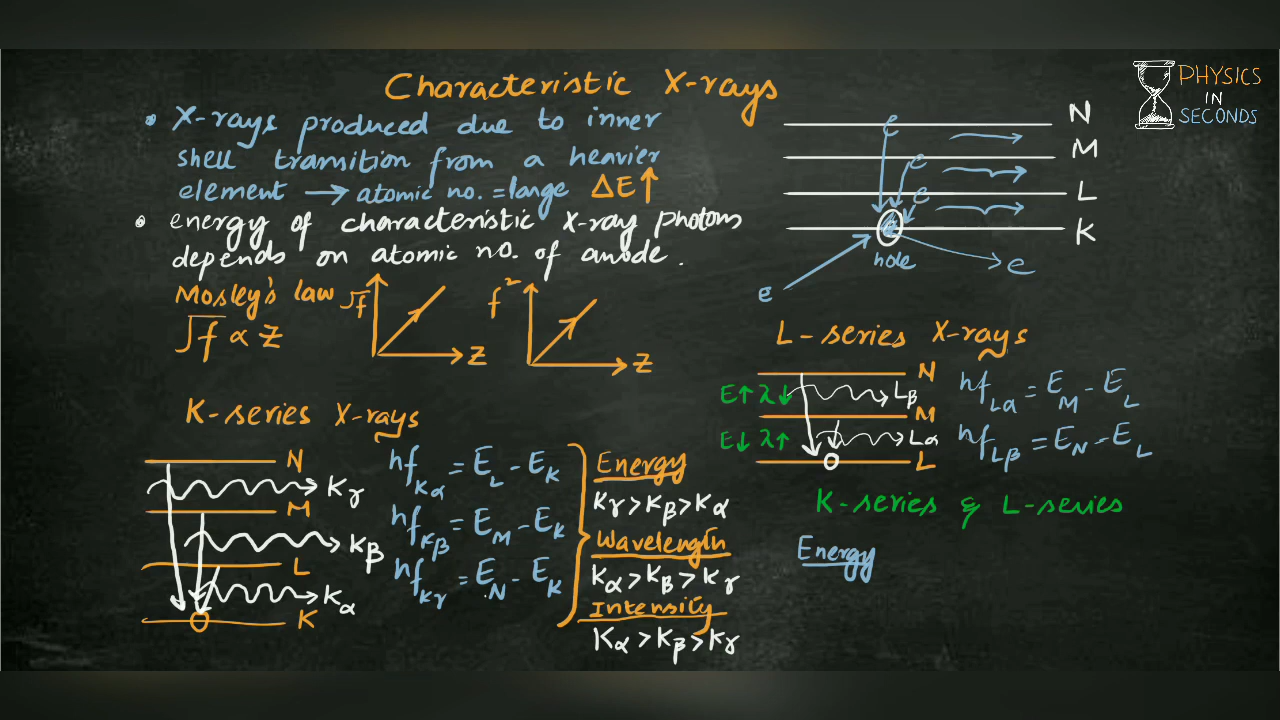 Characteristic X-rays
PHYSICS
IN
SECONDS
• X-rays produced due to inner
shell transition from a heavier
element → atomic no. = large ΔE↑
• energy of characteristic X-ray photons
depends on atomic no. of anode.
Mosley's law
√f ∝ Z
√f
Z
f²
Z
N
M
L
K
e
e
e
e
hole
e
e
K-series X-rays
N
Kγ
M
Kβ
L
Kα
K
hf_Kα = E_L - E_K
hf_Kβ = E_M - E_K
hf_Kγ = E_N - E_K
Energy
Kγ > Kβ > Kα
Wavelength
Kα > Kβ > Kγ
Intensity
Kα > Kβ > Kγ
L-series X-rays
N
E↑ λ↓
Lβ
M
E↓ λ↑
Lα
L
hf_Lα = E_M - E_L
hf_Lβ = E_N - E_L
K-series & L-series
Energy